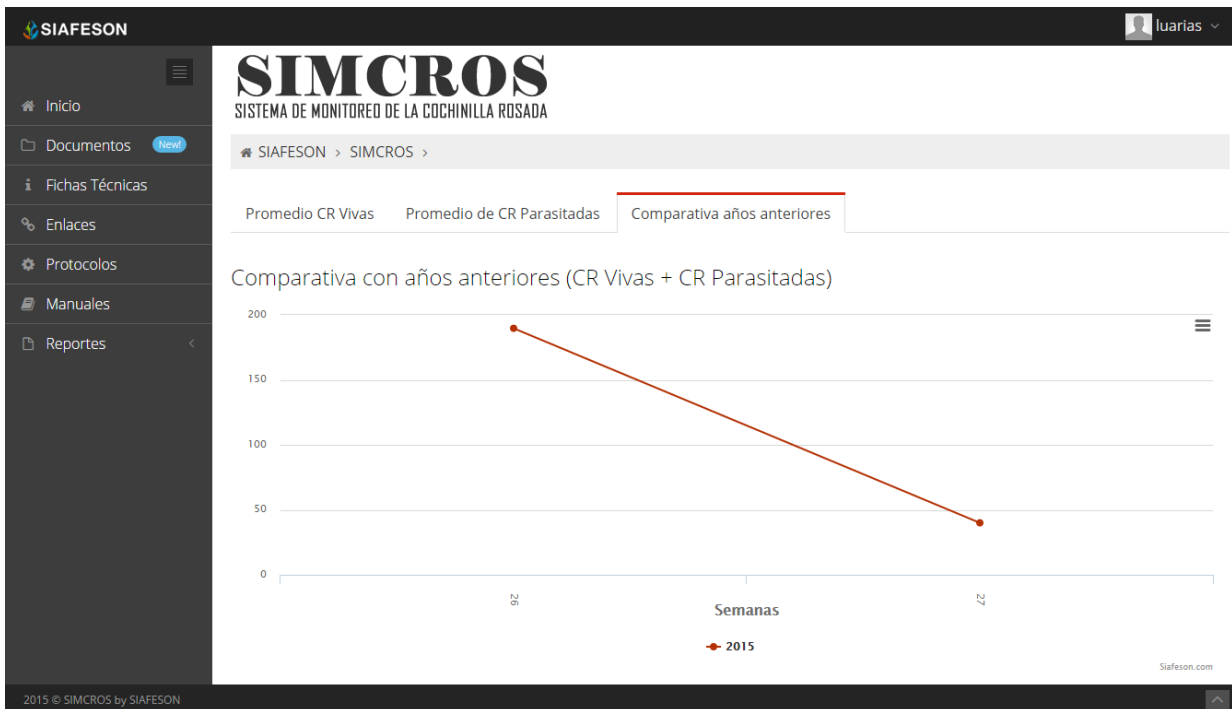 SIAFESON
luarias
Inicio
Documentos New!
Fichas Técnicas
Enlaces
Protocolos
Manuales
Reportes
SIMCROS
SISTEMA DE MONITOREO DE LA COCHINILLA ROSADA
SIAFESON > SIMCROS >
Promedio CR Vivas Promedio de CR Parasitadas Comparativa años anteriores
Comparativa con años anteriores (CR Vivas + CR Parasitadas)
200
150
100
50
0
26 27
Semanas
2015
Siafeson.com
2015 © SIMCROS by SIAFESON